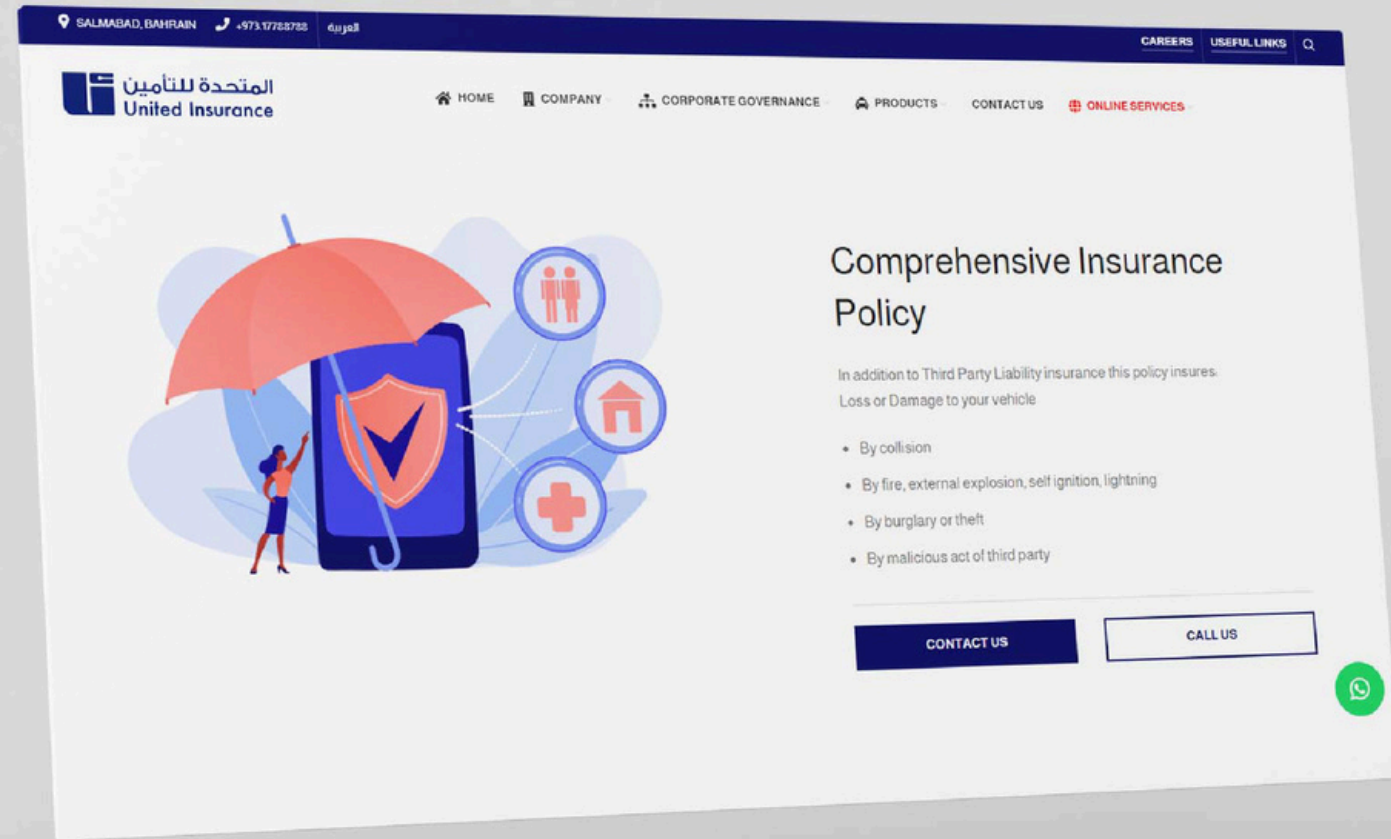 SALMABAD, BAHRAIN +973.17788788 العربية
CAREERS USEFUL LINKS
المتحدة للتأمين
United Insurance
HOME COMPANY CORPORATE GOVERNANCE PRODUCTS CONTACT US ONLINE SERVICES
Comprehensive Insurance
Policy
In addition to Third Party Liability insurance this policy insures.
Loss or Damage to your vehicle
• By collision
• By fire, external explosion, self ignition, lightning
• By burglary or theft
• By malicious act of third party
CONTACT US CALL US